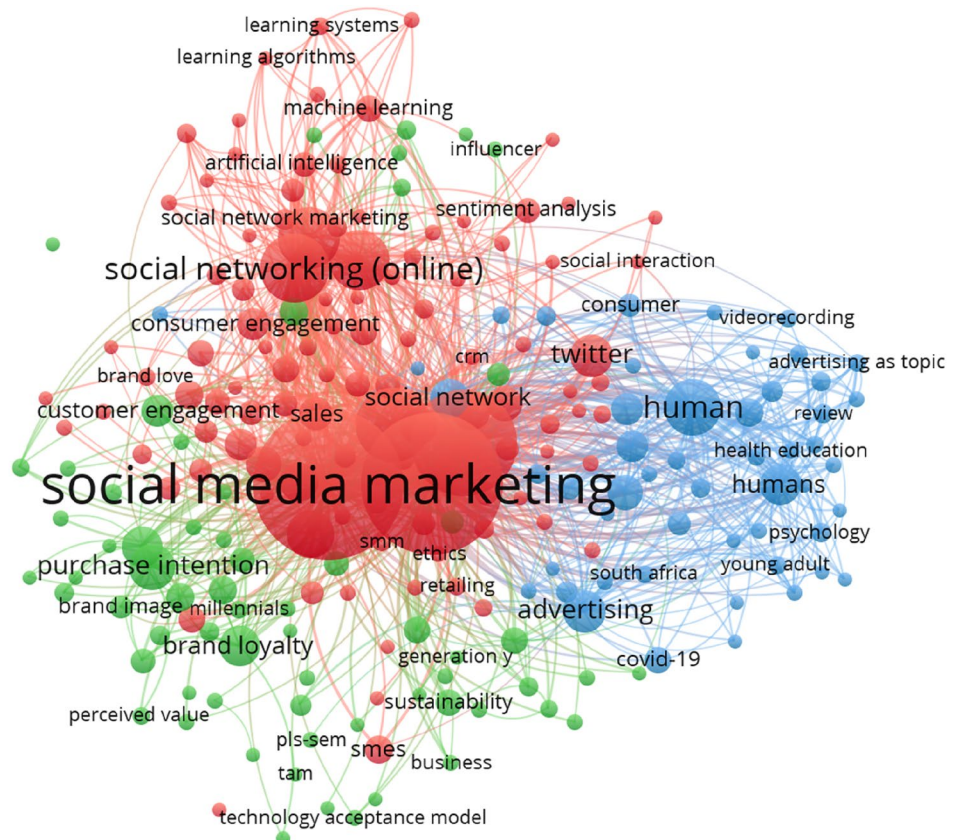 learning systems
learning algorithms
machine learning
influencer
artificial intelligence
social network marketing
sentiment analysis
social networking (online)
social interaction
consumer
consumer engagement
videorecording
crm
twitter
advertising as topic
brand love
social network
customer engagement
sales
human
review
health education
social media marketing
humans
psychology
smm
ethics
purchase intention
south africa
young adult
retailing
brand image
millennials
advertising
brand loyalty
generation y
covid-19
sustainability
perceived value
pls-sem
smes
business
tam
technology acceptance model